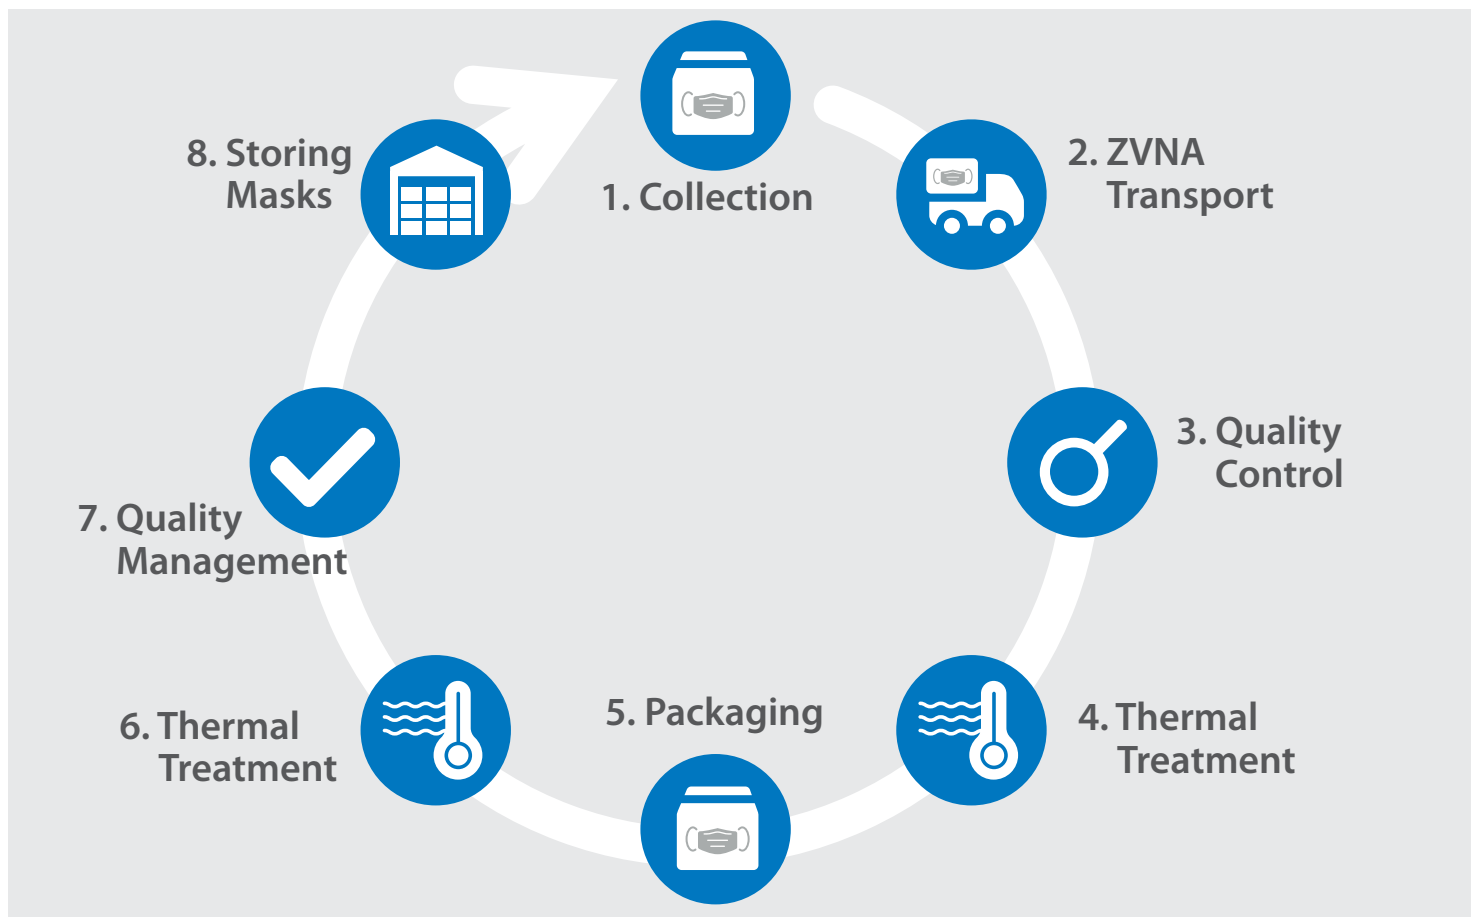 1. Collection
2. ZVNA
Transport
3. Quality
Control
4. Thermal
Treatment
5. Packaging
6. Thermal
Treatment
7. Quality
Management
8. Storing
Masks